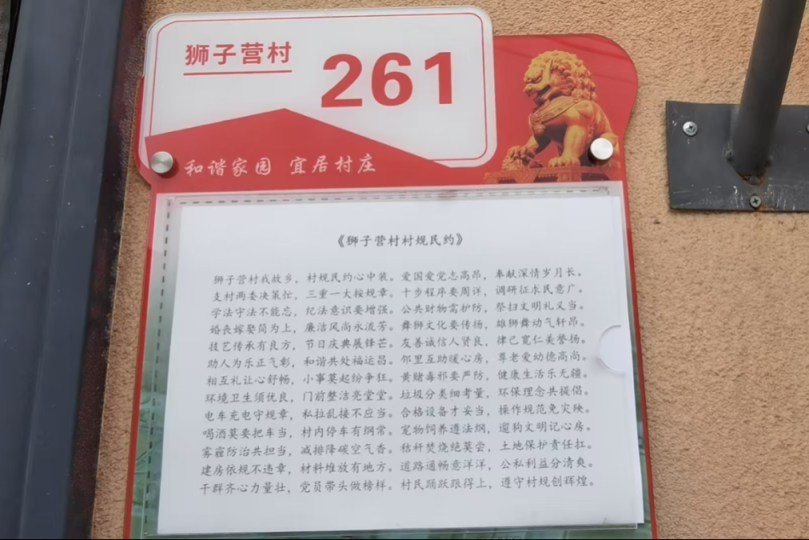 狮子营村
261
和谐家园 宜居村庄
《狮子营村村规民约》
狮子营村我故乡，村规民约心中装。爱国爱党志高昂，奉献深情岁月长。
支村两委决策忙，三重一大按规章。十步程序要周详，调研征求民意广。
学法守法不能忘，纪法意识要增强。公共财物需护防，祭扫文明礼义当。
婚丧嫁娶简为上，廉洁风尚水流芳。舞狮文化要传扬，雄狮舞动气轩昂。
技艺传承有良方，节日庆典展锋芒。友善诚信人贤良，律己宽仁美誉扬。
助人为乐正气彰，和谐共处福运昌。邻里互助暖心房，尊老爱幼德高尚。
相互礼让心舒畅，小事莫起纷争狂。黄赌毒邪要严防，健康生活乐无疆。
环境卫生须优良，门前整洁亮堂堂。垃圾分类细考量，环保理念共提倡。
电车充电守规章，私拉乱接不应当。合格设备才妥当，操作规范免灾殃。
喝酒莫要把车当，村内停车有纲常。宠物饲养遵法纲，遛狗文明记心房。
雾霾防治共担当，减排降碳空气香。秸秆焚烧绝莫尝，土地保护责任扛。
建房依规不违章，材料堆放有地方。道路通畅意洋洋，公私利益分清爽。
干群齐心力量壮，党员带头做榜样。村民踊跃跟得上，遵守村规创辉煌。